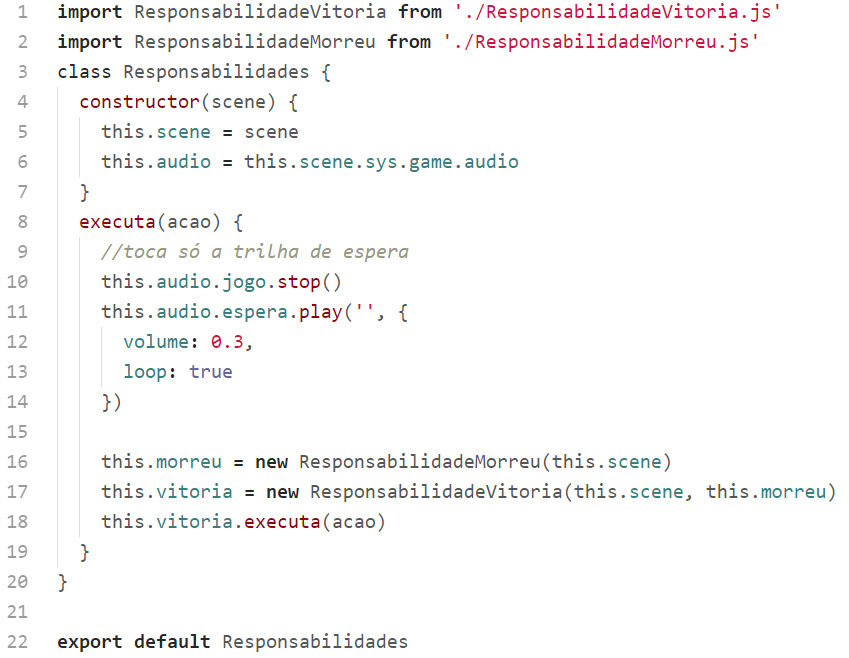 1 import ResponsabilidadeVitoria from './ResponsabilidadeVitoria.js'
2 import ResponsabilidadeMorreu from './ResponsabilidadeMorreu.js'
3 class Responsabilidades {
4   constructor(scene) {
5     this.scene = scene
6     this.audio = this.scene.sys.game.audio
7   }
8   executa(acao) {
9     //toca só a trilha de espera
10     this.audio.jogo.stop()
11     this.audio.espera.play('', {
12       volume: 0.3,
13       loop: true
14     })
15
16     this.morreu = new ResponsabilidadeMorreu(this.scene)
17     this.vitoria = new ResponsabilidadeVitoria(this.scene, this.morreu)
18     this.vitoria.executa(acao)
19   }
20 }
21
22 export default Responsabilidades